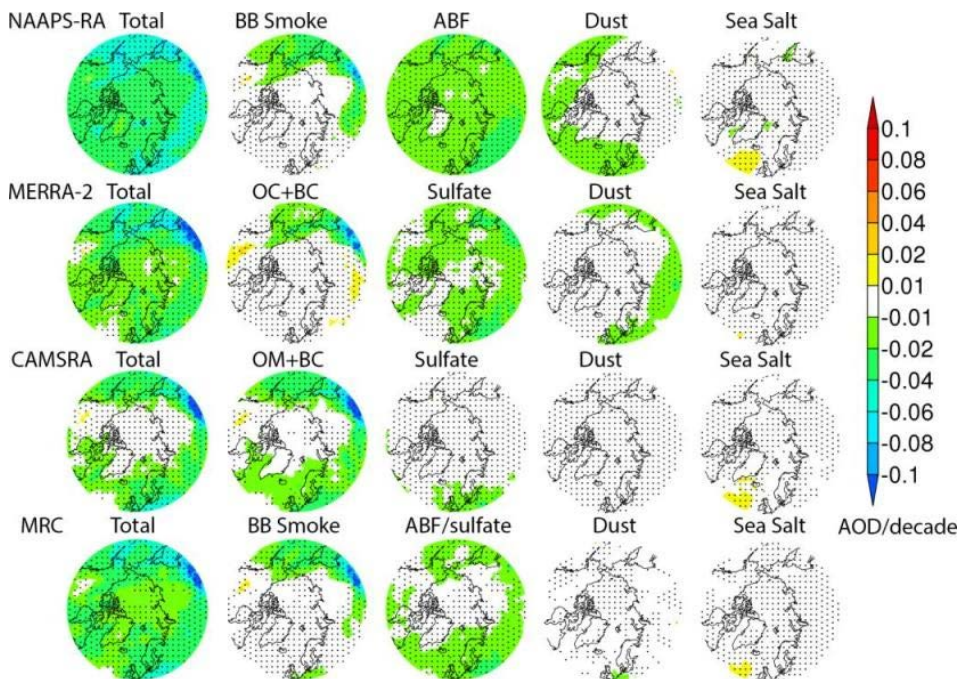 NAAPS-RA Total BB Smoke ABF Dust Sea Salt
MERRA-2 Total OC+BC Sulfate Dust Sea Salt
CAMSRA Total OM+BC Sulfate Dust Sea Salt
MRC Total BB Smoke ABF/sulfate Dust Sea Salt
0.1
0.08
0.06
0.04
0.02
0.01
-0.01
-0.02
-0.04
-0.06
-0.08
-0.1
AOD/decade